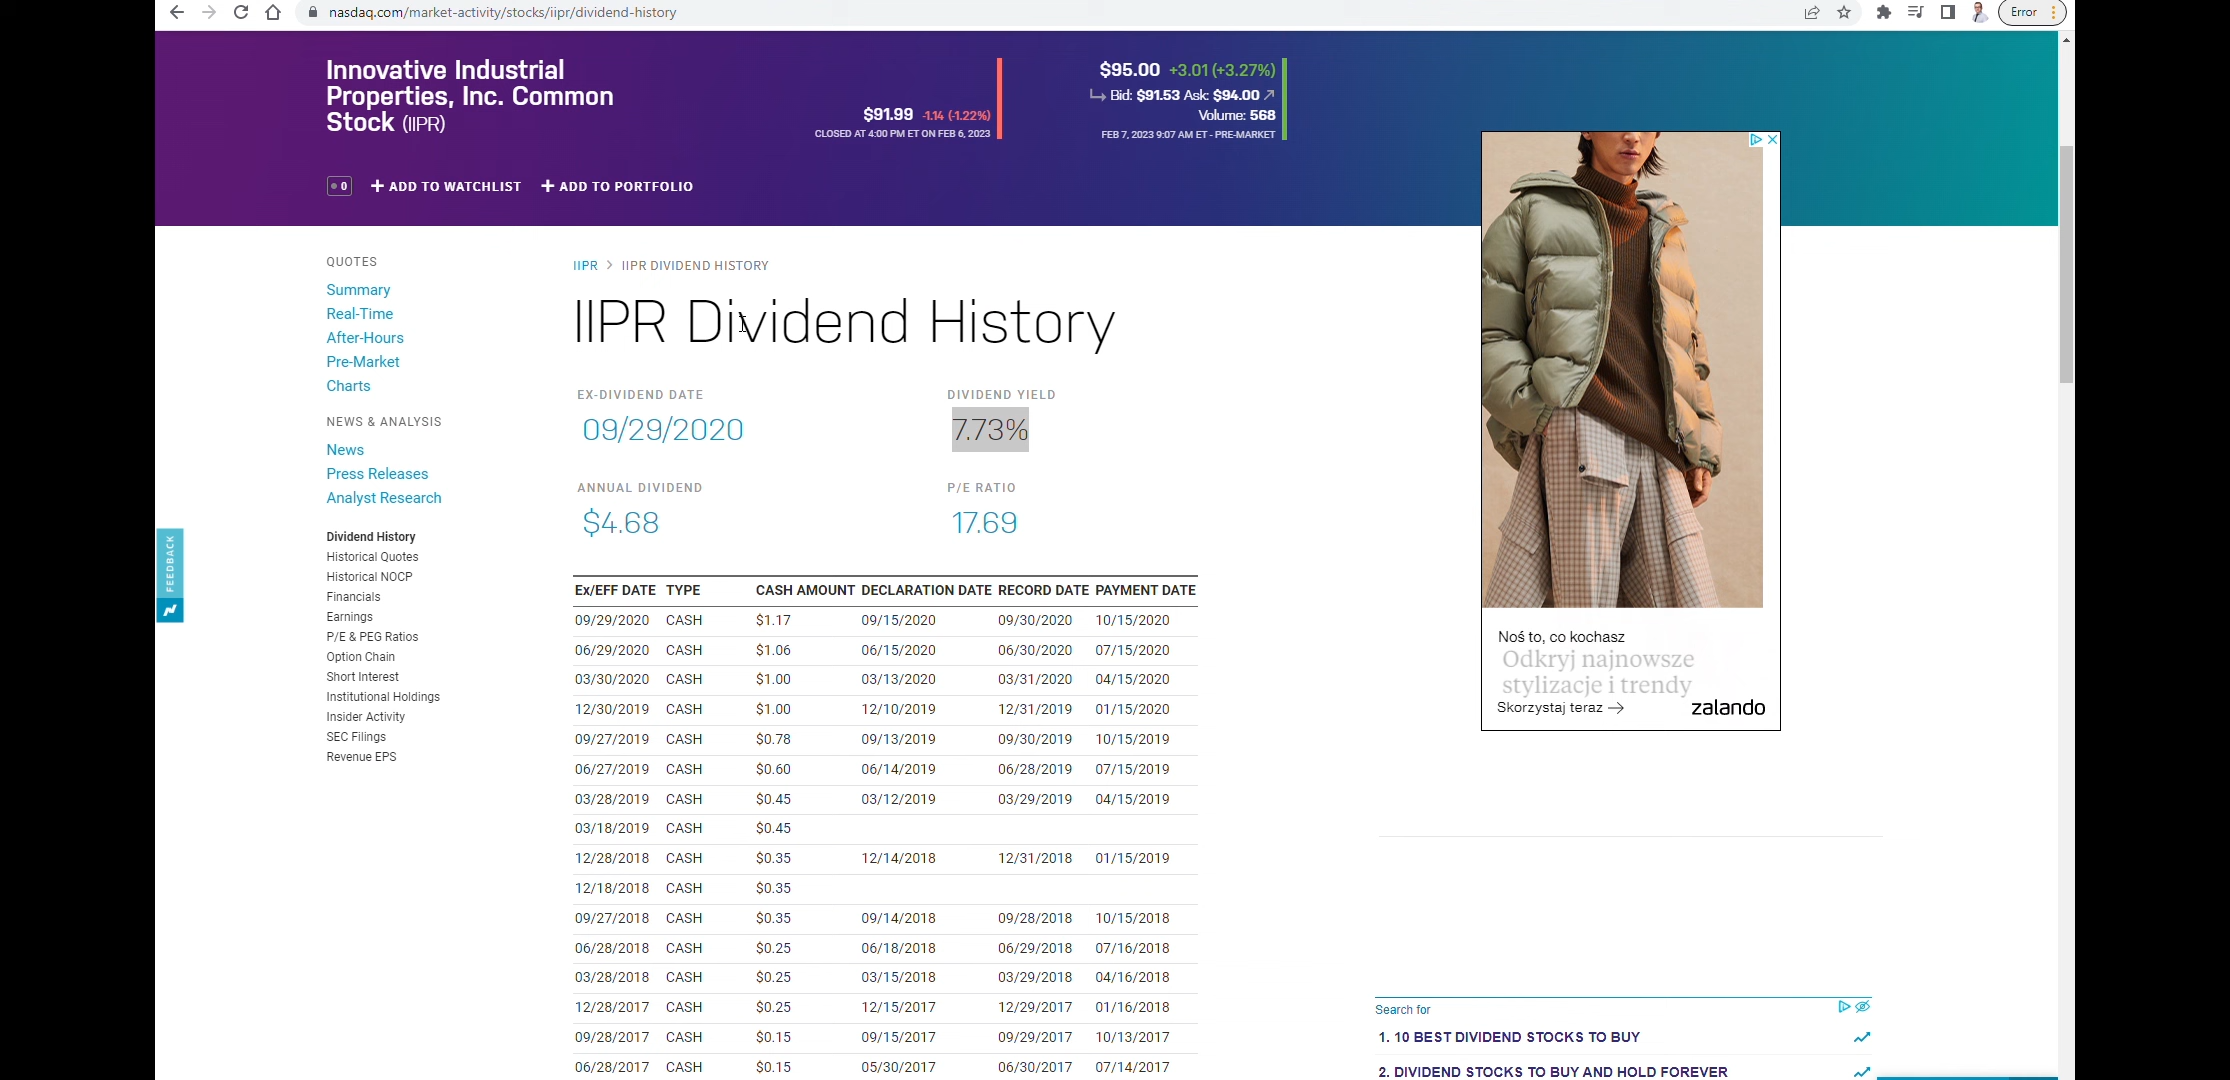 nasdaq.com/market-activity/stocks/iipr/dividend-history
Error
Innovative Industrial
Properties, Inc. Common
Stock (IIPR)
$91.99 -1.14 (-1.22%)
CLOSED AT 4:00 PM ET ON FEB 6, 2023
$95.00 +3.01 (+3.27%)
Bid: $91.53 Ask: $94.00
Volume: 568
FEB 7, 2023 9:07 AM ET - PRE-MARKET
0
ADD TO WATCHLIST
ADD TO PORTFOLIO
QUOTES
Summary
Real-Time
After-Hours
Pre-Market
Charts
NEWS & ANALYSIS
News
Press Releases
Analyst Research
Dividend History
Historical Quotes
Historical NOCP
Financials
Earnings
P/E & PEG Ratios
Option Chain
Short Interest
Institutional Holdings
Insider Activity
SEC Filings
Revenue EPS
FEEDBACK
IIPR > IIPR DIVIDEND HISTORY
IIPR Dividend History
EX-DIVIDEND DATE
09/29/2020
DIVIDEND YIELD
7.73%
ANNUAL DIVIDEND
$4.68
P/E RATIO
17.69
Ex/EFF DATE TYPE CASH AMOUNT DECLARATION DATE RECORD DATE PAYMENT DATE
09/29/2020 CASH $1.17 09/15/2020 09/30/2020 10/15/2020
06/29/2020 CASH $1.06 06/15/2020 06/30/2020 07/15/2020
03/30/2020 CASH $1.00 03/13/2020 03/31/2020 04/15/2020
12/30/2019 CASH $1.00 12/10/2019 12/31/2019 01/15/2020
09/27/2019 CASH $0.78 09/13/2019 09/30/2019 10/15/2019
06/27/2019 CASH $0.60 06/14/2019 06/28/2019 07/15/2019
03/28/2019 CASH $0.45 03/12/2019 03/29/2019 04/15/2019
03/18/2019 CASH $0.45
12/28/2018 CASH $0.35 12/14/2018 12/31/2018 01/15/2019
12/18/2018 CASH $0.35
09/27/2018 CASH $0.35 09/14/2018 09/28/2018 10/15/2018
06/28/2018 CASH $0.25 06/18/2018 06/29/2018 07/16/2018
03/28/2018 CASH $0.25 03/15/2018 03/29/2018 04/16/2018
12/28/2017 CASH $0.25 12/15/2017 12/29/2017 01/16/2018
09/28/2017 CASH $0.15 09/15/2017 09/29/2017 10/13/2017
06/28/2017 CASH $0.15 05/30/2017 06/30/2017 07/14/2017
Noś to, co kochasz
Odkryj najnowsze
stylizacje i trendy
Skorzystaj teraz
zalando
Search for
1. 10 BEST DIVIDEND STOCKS TO BUY
2. DIVIDEND STOCKS TO BUY AND HOLD FOREVER